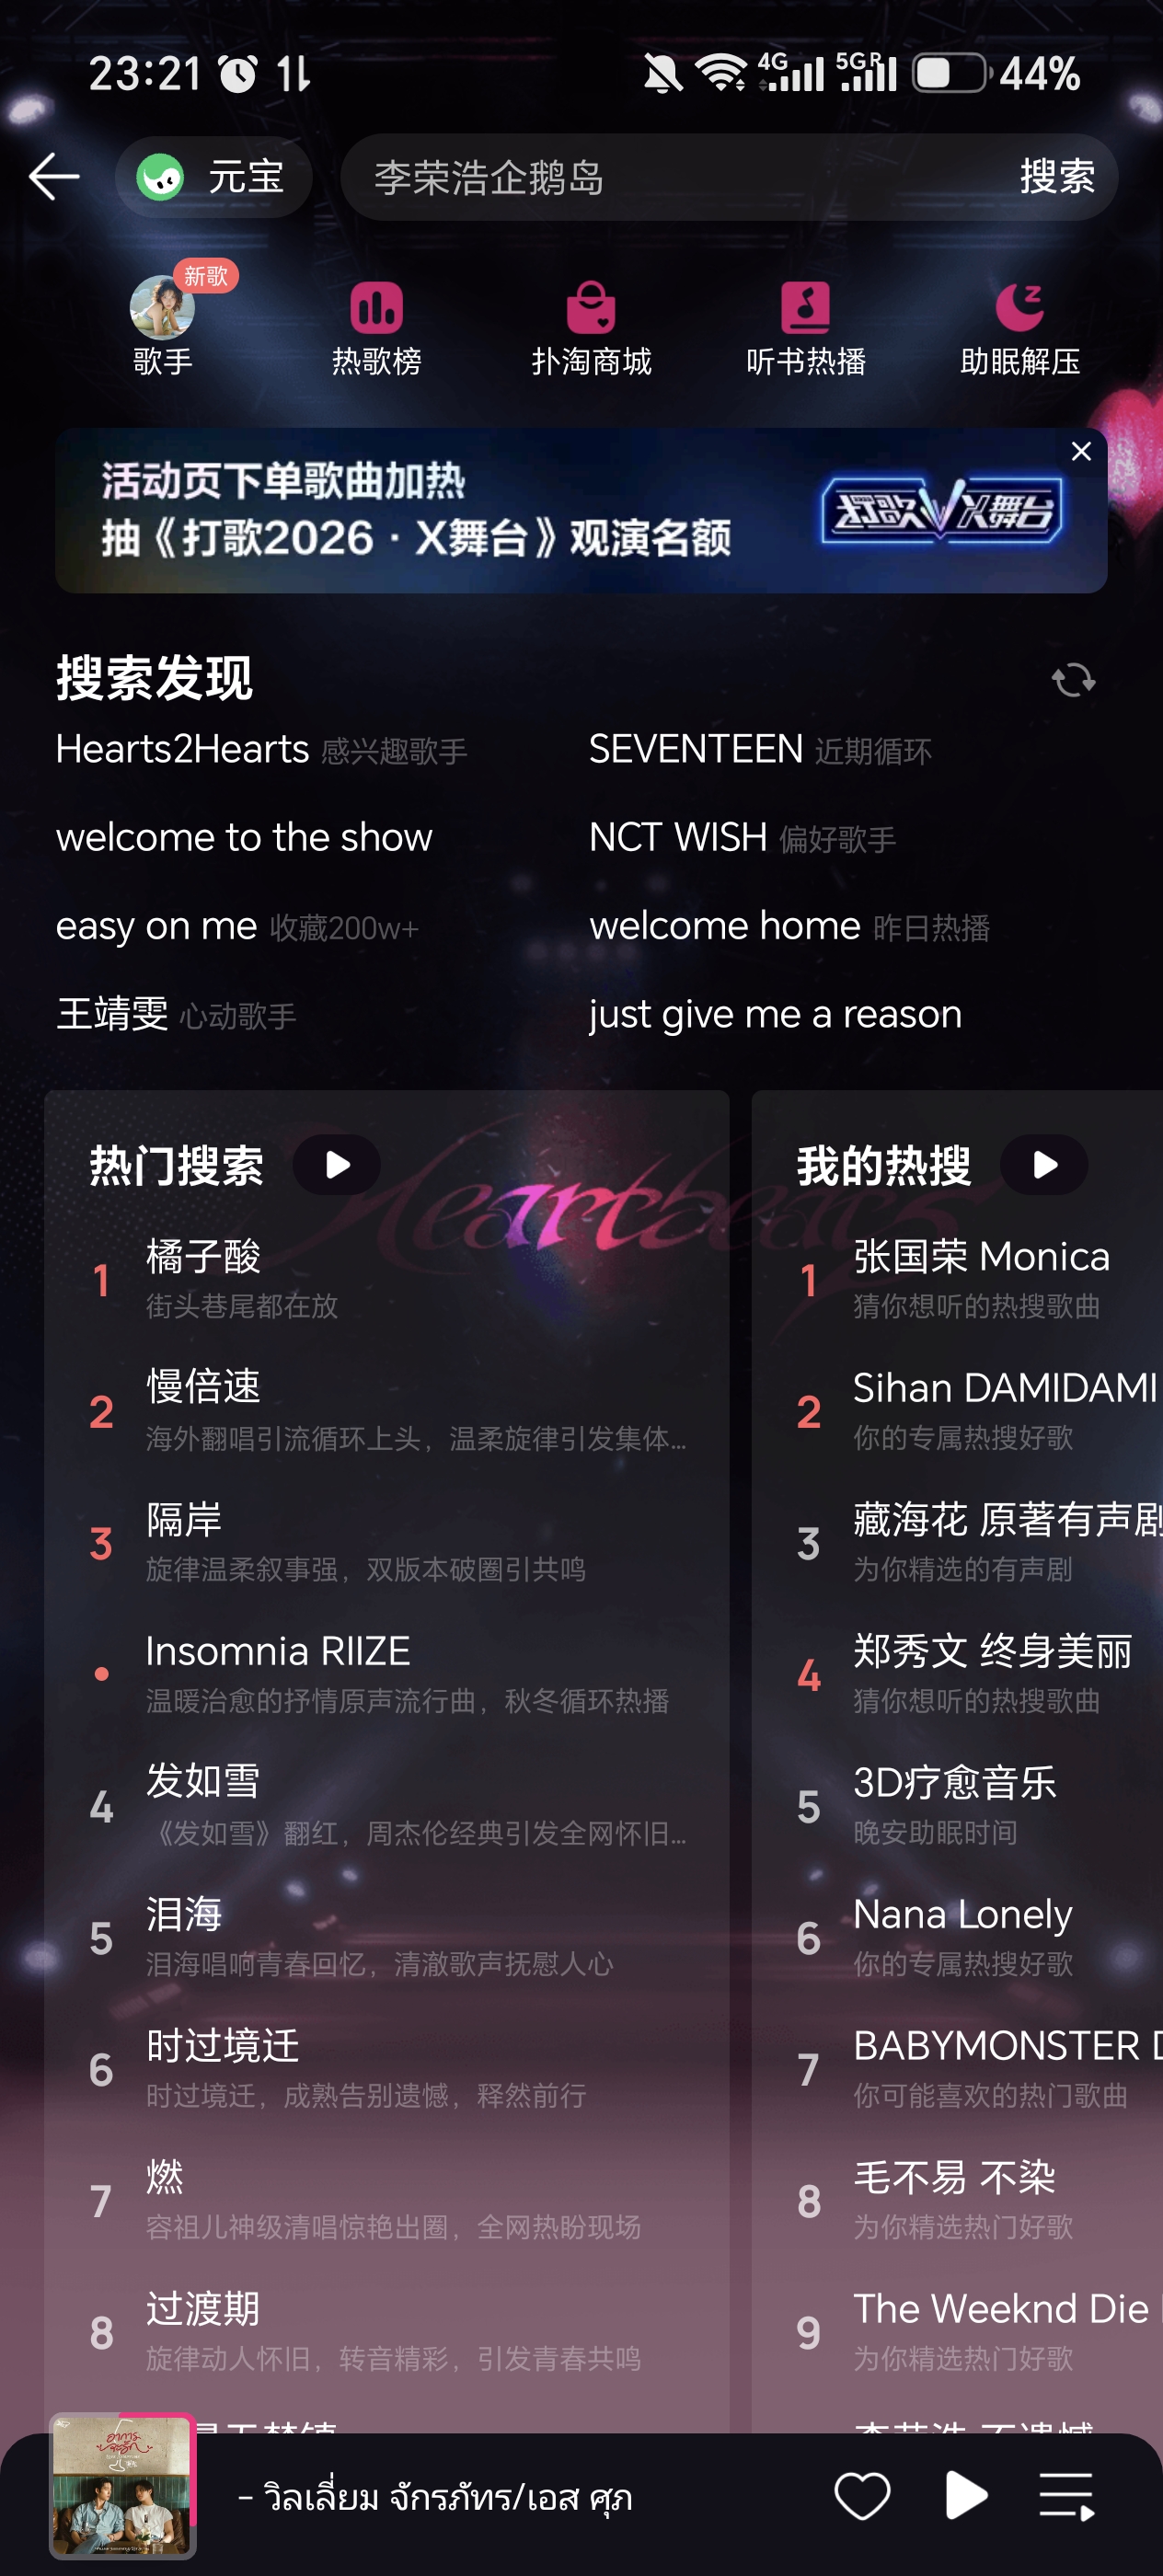 23:21
4G
5GR
44%
元宝
李荣浩企鹅岛
搜索
新歌
歌手
热歌榜
扑淘商城
听书热播
助眠解压
活动页下单歌曲加热
抽《打歌2026·X舞台》观演名额
打歌 X舞台
搜索发现
Hearts2Hearts 感兴趣歌手
SEVENTEEN 近期循环
welcome to the show
NCT WISH 偏好歌手
easy on me 收藏200w+
welcome home 昨日热播
王靖雯 心动歌手
just give me a reason
Heartbeats
热门搜索
1 橘子酸
街头巷尾都在放
2 慢倍速
海外翻唱引流循环上头，温柔旋律引发集体...
3 隔岸
旋律温柔叙事强，双版本破圈引共鸣
Insomnia RIIZE
温暖治愈的抒情原声流行曲，秋冬循环热播
4 发如雪
《发如雪》翻红，周杰伦经典引发全网怀旧...
5 泪海
泪海唱响青春回忆，清澈歌声抚慰人心
6 时过境迁
时过境迁，成熟告别遗憾，释然前行
7 燃
容祖儿神级清唱惊艳出圈，全网热盼现场
8 过渡期
旋律动人怀旧，转音精彩，引发青春共鸣
我的热搜
1 张国荣 Monica
猜你想听的热搜歌曲
2 Sihan DAMIDAMI
你的专属热搜好歌
3 藏海花 原著有声剧
为你精选的有声剧
4 郑秀文 终身美丽
猜你想听的热搜歌曲
5 3D疗愈音乐
晚安助眠时间
6 Nana Lonely
你的专属热搜好歌
7 BABYMONSTER D
你可能喜欢的热门歌曲
8 毛不易 不染
为你精选热门好歌
9 The Weeknd Die
为你精选热门好歌
- วิลเลี่ยม จักรภัทร/เอส ศุภ